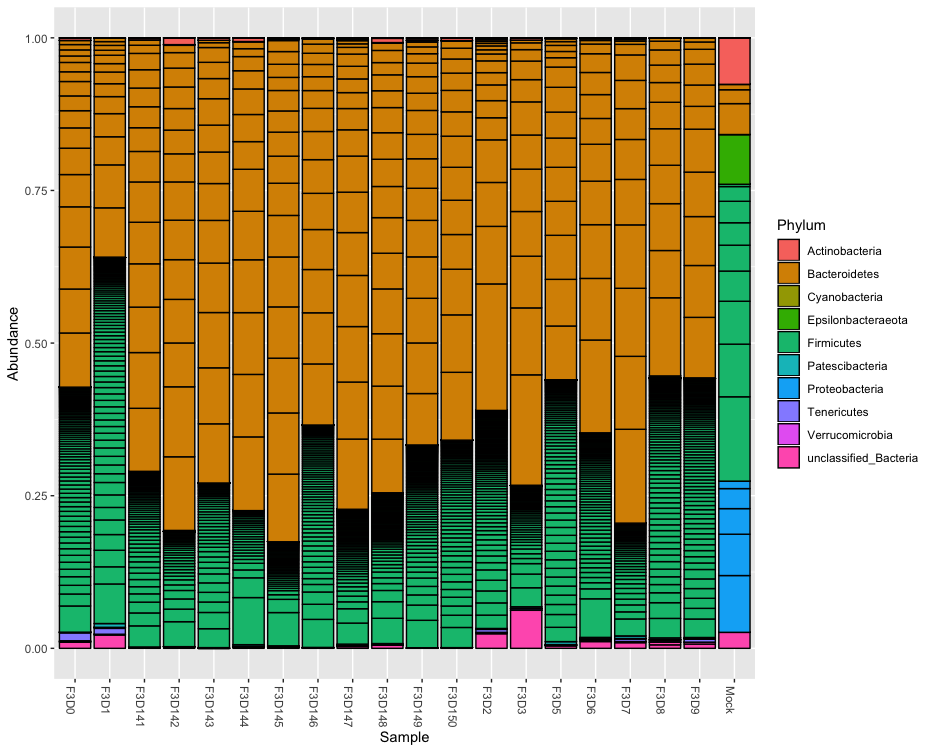 1.00
0.75
0.50
0.25
0.00
Abundance
F3D0
F3D1
F3D141
F3D142
F3D143
F3D144
F3D145
F3D146
F3D147
F3D148
F3D149
F3D150
F3D2
F3D3
F3D5
F3D6
F3D7
F3D8
F3D9
Mock
Sample
Phylum
Actinobacteria
Bacteroidetes
Cyanobacteria
Epsilonbacteraeota
Firmicutes
Patescibacteria
Proteobacteria
Tenericutes
Verrucomicrobia
unclassified_Bacteria